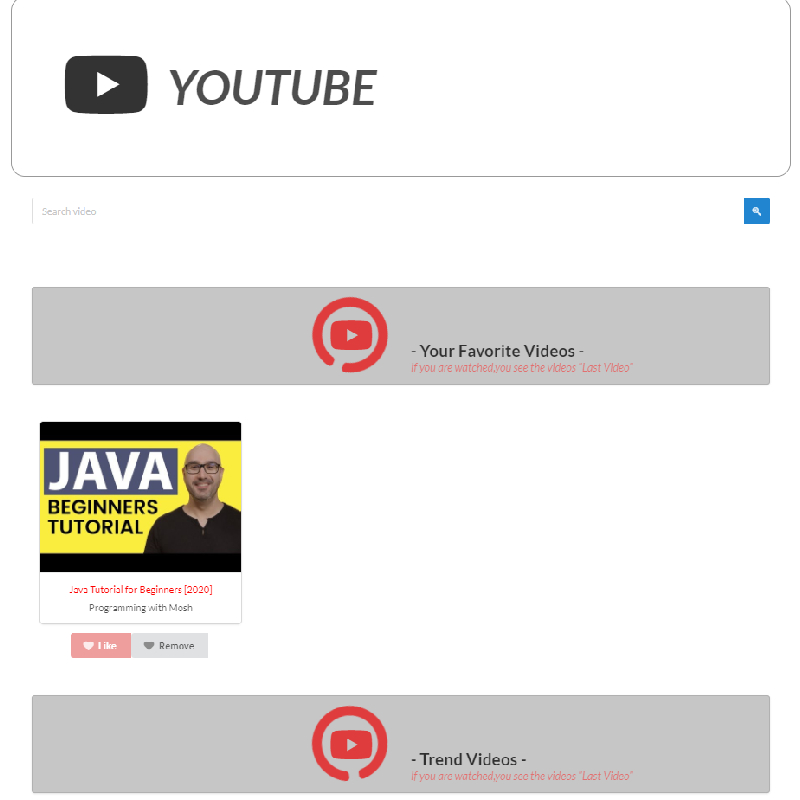 YOUTUBE
Search video
- Your Favorite Videos -
if you are watched,you see the videos "Last Video"
JAVA
BEGINNERS
TUTORIAL
Java Tutorial for Beginners [2020]
Programming with Mosh
Like
Remove
- Trend Videos -
if you are watched,you see the videos "Last Video"